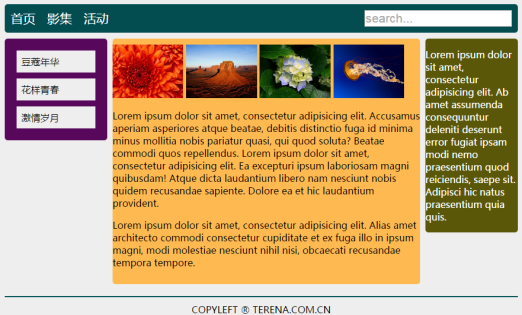 首页 影集 活动 search...
豆蔻年华
花样青春
激情岁月
Lorem ipsum dolor sit amet, consectetur adipisicing elit. Accusamus
aperiam asperiores atque beatae, debitis distinctio fuga id minima
minus mollitia nobis pariatur quasi, qui quod soluta? Beatae
commodi quos repellendus. Lorem ipsum dolor sit amet,
consectetur adipisicing elit. Ea excepturi ipsum laboriosam magni
quibusdam! Atque dicta laudantium libero nam nesciunt nobis
quidem recusandae sapiente. Dolore ea et hic laudantium
provident.
Lorem ipsum dolor sit amet, consectetur adipisicing elit. Alias amet
architecto commodi consectetur cupiditate et ex fuga illo in ipsum
magni, modi molestiae nesciunt nihil nisi, obcaecati recusandae
tempora tempore.
Lorem ipsum dolor
sit amet,
consectetur
adipisicing elit. Ab
amet assumenda
consequuntur
deleniti deserunt
error fugiat ipsam
modi nemo
praesentium quod
reiciendis, saepe sit.
Adipisci hic natus
praesentium quia
quis.
COPYLEFT ® TERENA.COM.CN